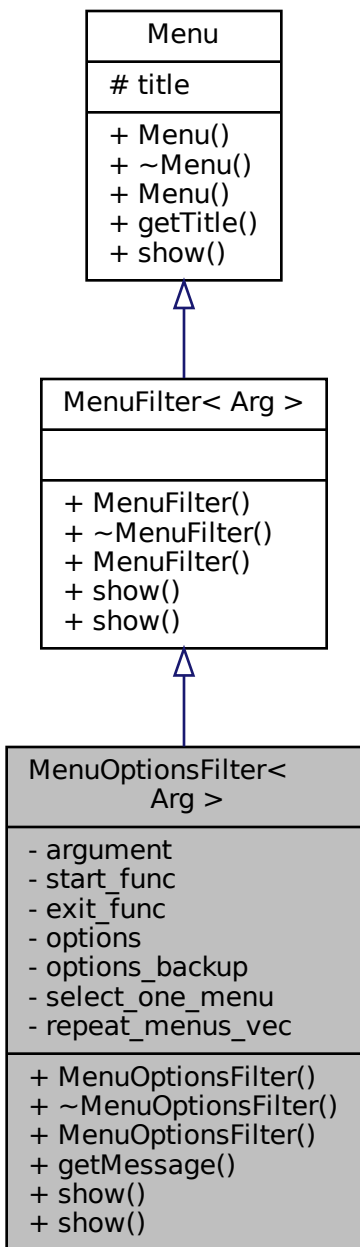 Menu
# title
+ Menu()
+ ~Menu()
+ Menu()
+ getTitle()
+ show()
MenuFilter< Arg >
+ MenuFilter()
+ ~MenuFilter()
+ MenuFilter()
+ show()
+ show()
MenuOptionsFilter<
Arg >
- argument
- start_func
- exit_func
- options
- options_backup
- select_one_menu
- repeat_menus_vec
+ MenuOptionsFilter()
+ ~MenuOptionsFilter()
+ MenuOptionsFilter()
+ getMessage()
+ show()
+ show()